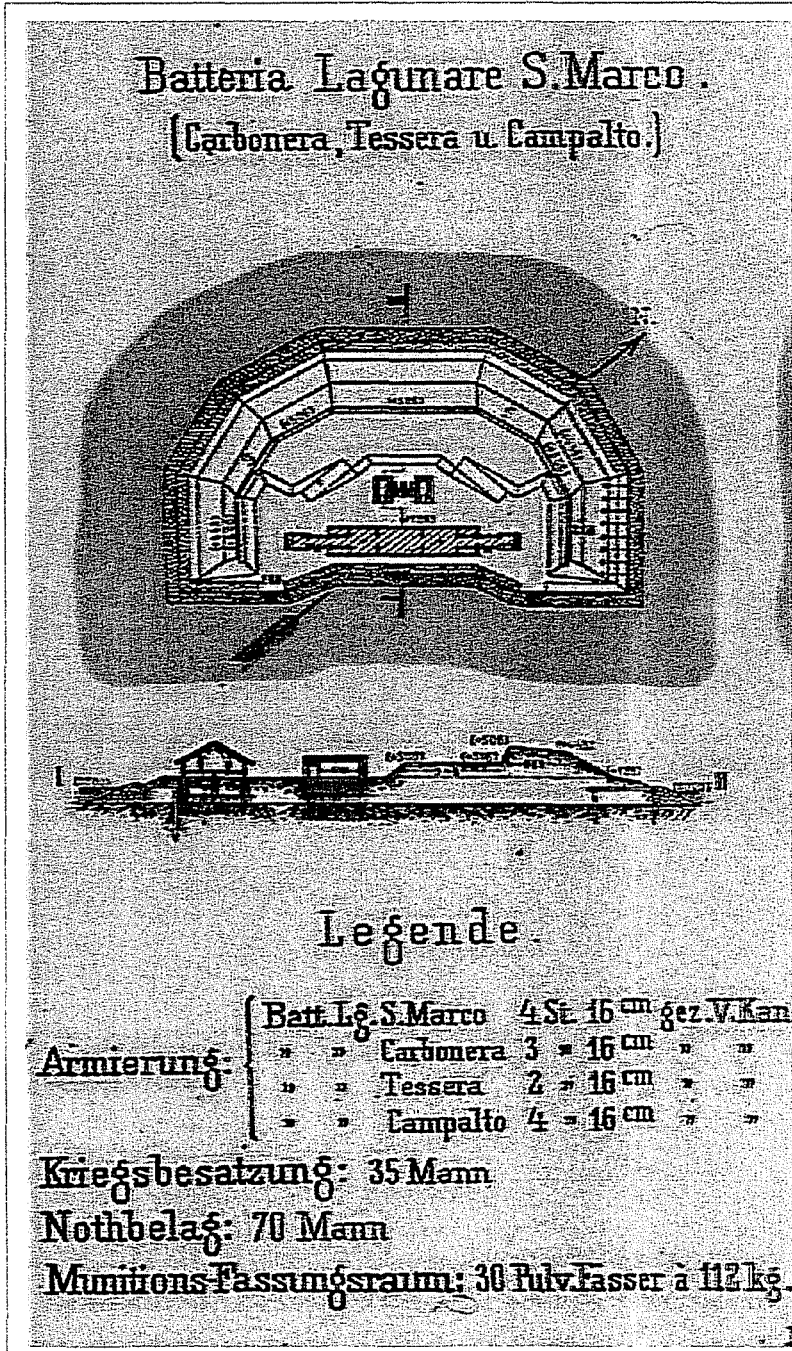 Batteria Lagunare S.Marco.
(Carbonera, Tessera u. Campalto.)
I
II
Legende.
Armierung:
Batt.Lg. S.Marco 4 St. 16 cm gez.V.Kan
" " Carbonera 3 " 16 cm " "
" " Tessera 2 " 16 cm " "
" " Campalto 4 " 16 cm " "
Kriegsbesatzung: 35 Mann
Nothbelag: 70 Mann
Munitions-Fassungsraum: 30 Pulv.Fässer à 112 kg.